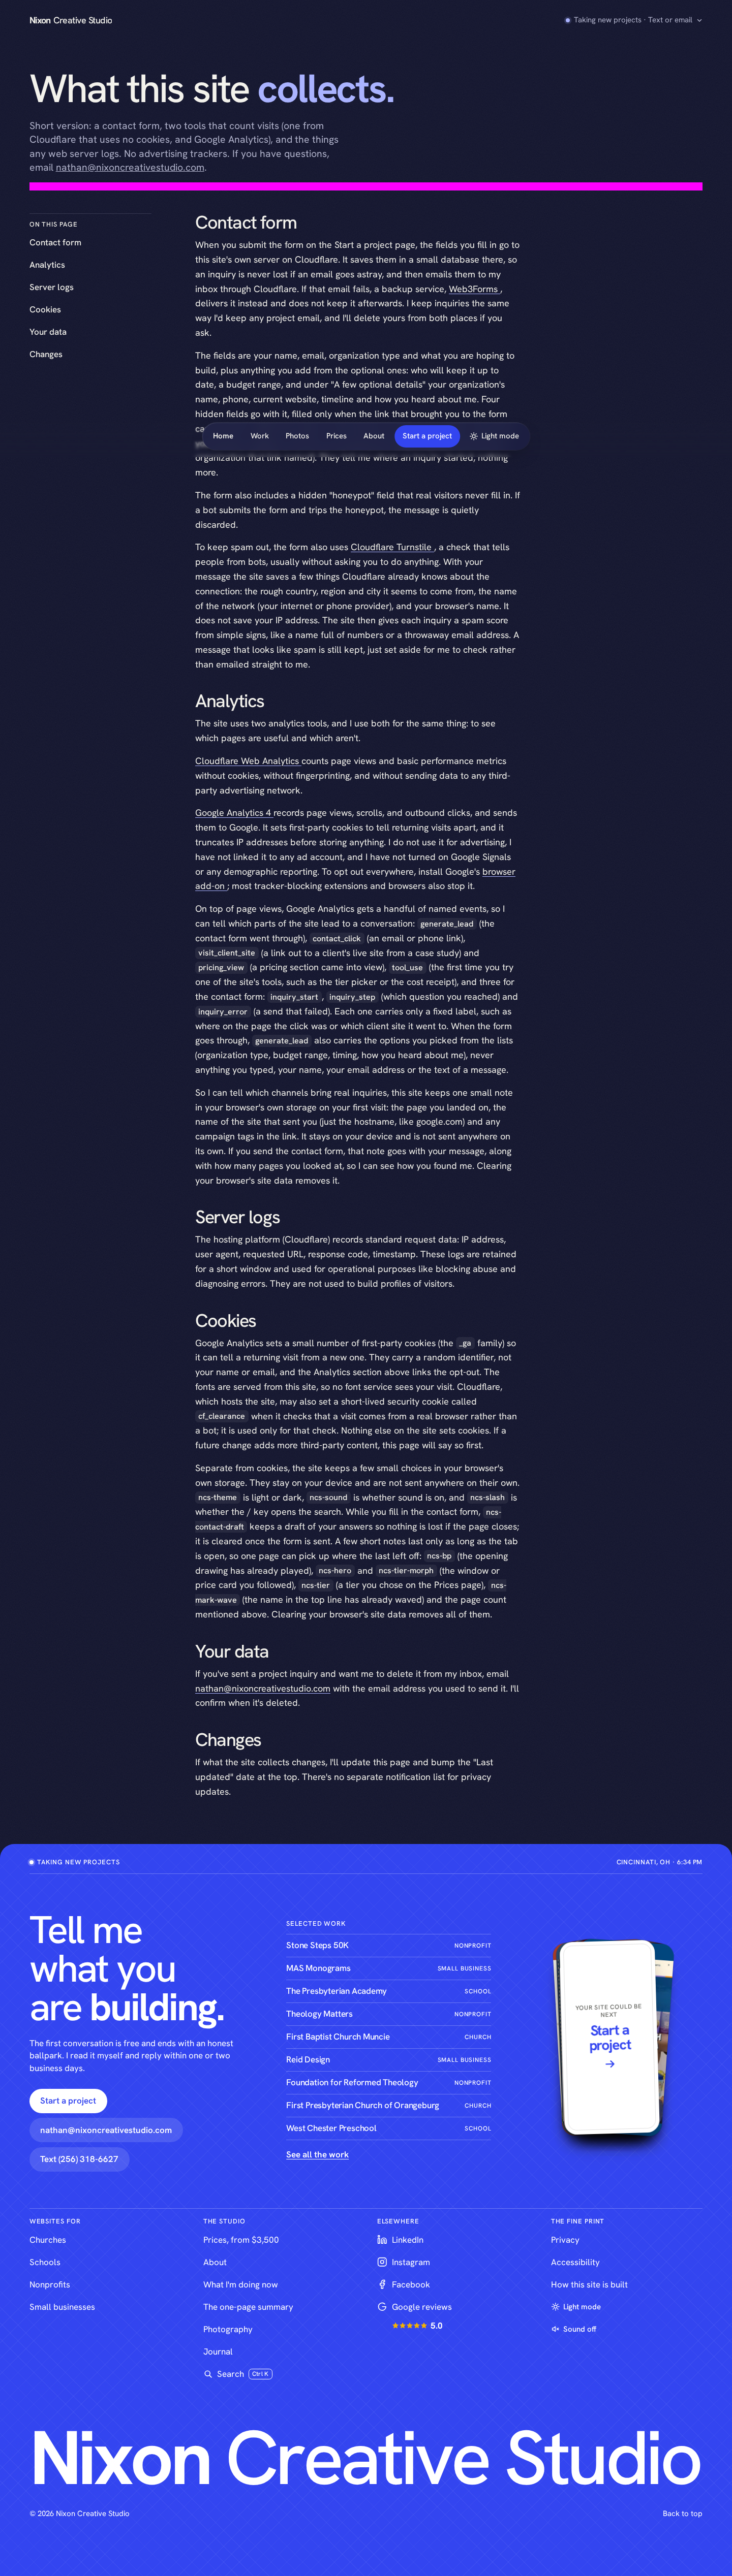 Nixon Creative Studio
Taking new projects · Text or email
What this site collects.
Short version: a contact form, two tools that count visits (one from
Cloudflare that uses no cookies, and Google Analytics), and the things
any web server logs. No advertising trackers. If you have questions,
email nathan@nixoncreativestudio.com.
ON THIS PAGE
Contact form
Analytics
Server logs
Cookies
Your data
Changes
Contact form
When you submit the form on the Start a project page, the fields you fill in go to
this site's own server on Cloudflare. It saves them in a small database there, so
an inquiry is never lost if an email goes astray, and then emails them to my
inbox through Cloudflare. If that email fails, a backup service, Web3Forms ,
delivers it instead and does not keep it afterwards. I keep inquiries the same
way I'd keep any project email, and I'll delete yours from both places if you
ask.
The fields are your name, email, organization type and what you are hoping to
build, plus anything you add from the optional ones: who will keep it up to
date, a budget range, and under "A few optional details" your organization's
name, phone, current website, timeline and how you heard about me. Four
hidden fields go with it, filled only when the link that brought you to the form
Home
Work
Photos
Prices
About
Start a project
Light mode
organization that link named). They tell me where an inquiry started, nothing
more.
The form also includes a hidden "honeypot" field that real visitors never fill in. If
a bot submits the form and trips the honeypot, the message is quietly
discarded.
To keep spam out, the form also uses Cloudflare Turnstile , a check that tells
people from bots, usually without asking you to do anything. With your
message the site saves a few things Cloudflare already knows about the
connection: the rough country, region and city it seems to come from, the name
of the network (your internet or phone provider), and your browser's name. It
does not save your IP address. The site then gives each inquiry a spam score
from simple signs, like a name full of numbers or a throwaway email address. A
message that looks like spam is still kept, just set aside for me to check rather
than emailed straight to me.
Analytics
The site uses two analytics tools, and I use both for the same thing: to see
which pages are useful and which aren't.
Cloudflare Web Analytics counts page views and basic performance metrics
without cookies, without fingerprinting, and without sending data to any third-
party advertising network.
Google Analytics 4 records page views, scrolls, and outbound clicks, and sends
them to Google. It sets first-party cookies to tell returning visits apart, and it
truncates IP addresses before storing anything. I do not use it for advertising, I
have not linked it to any ad account, and I have not turned on Google Signals
or any demographic reporting. To opt out everywhere, install Google's browser
add-on ; most tracker-blocking extensions and browsers also stop it.
On top of page views, Google Analytics gets a handful of named events, so I
can tell which parts of the site lead to a conversation: generate_lead (the
contact form went through), contact_click (an email or phone link),
visit_client_site (a link out to a client's live site from a case study) and
pricing_view (a pricing section came into view), tool_use (the first time you try
one of the site's tools, such as the tier picker or the cost receipt), and three for
the contact form: inquiry_start , inquiry_step (which question you reached) and
inquiry_error (a send that failed). Each one carries only a fixed label, such as
where on the page the click was or which client site it went to. When the form
goes through, generate_lead also carries the options you picked from the lists
(organization type, budget range, timing, how you heard about me), never
anything you typed, your name, your email address or the text of a message.
So I can tell which channels bring real inquiries, this site keeps one small note
in your browser's own storage on your first visit: the page you landed on, the
name of the site that sent you (just the hostname, like google.com) and any
campaign tags in the link. It stays on your device and is not sent anywhere on
its own. If you send the contact form, that note goes with your message, along
with how many pages you looked at, so I can see how you found me. Clearing
your browser's site data removes it.
Server logs
The hosting platform (Cloudflare) records standard request data: IP address,
user agent, requested URL, response code, timestamp. These logs are retained
for a short window and used for operational purposes like blocking abuse and
diagnosing errors. They are not used to build profiles of visitors.
Cookies
Google Analytics sets a small number of first-party cookies (the _ga family) so
it can tell a returning visit from a new one. They carry a random identifier, not
your name or email, and the Analytics section above links the opt-out. The
fonts are served from this site, so no font service sees your visit. Cloudflare,
which hosts the site, may also set a short-lived security cookie called
cf_clearance when it checks that a visit comes from a real browser rather than
a bot; it is used only for that check. Nothing else on the site sets cookies. If a
future change adds more third-party content, this page will say so first.
Separate from cookies, the site keeps a few small choices in your browser's
own storage. They stay on your device and are not sent anywhere on their own.
ncs-theme is light or dark, ncs-sound is whether sound is on, and ncs-slash is
whether the / key opens the search. While you fill in the contact form, ncs-
contact-draft keeps a draft of your answers so nothing is lost if the page closes;
it is cleared once the form is sent. A few short notes last only as long as the tab
is open, so one page can pick up where the last left off: ncs-bp (the opening
drawing has already played), ncs-hero and ncs-tier-morph (the window or
price card you followed), ncs-tier (a tier you chose on the Prices page), ncs-
mark-wave (the name in the top line has already waved) and the page count
mentioned above. Clearing your browser's site data removes all of them.
Your data
If you've sent a project inquiry and want me to delete it from my inbox, email
nathan@nixoncreativestudio.com with the email address you used to send it. I'll
confirm when it's deleted.
Changes
If what the site collects changes, I'll update this page and bump the "Last
updated" date at the top. There's no separate notification list for privacy
updates.
TAKING NEW PROJECTS
CINCINNATI, OH · 6:34 PM
Tell me
what you
are building.
The first conversation is free and ends with an honest
ballpark. I read it myself and reply within one or two
business days.
Start a project
nathan@nixoncreativestudio.com
Text (256) 318-6627
SELECTED WORK
Stone Steps 50K NONPROFIT
MAS Monograms SMALL BUSINESS
The Presbyterian Academy SCHOOL
Theology Matters NONPROFIT
First Baptist Church Muncie CHURCH
Reid Design SMALL BUSINESS
Foundation for Reformed Theology NONPROFIT
First Presbyterian Church of Orangeburg CHURCH
West Chester Preschool SCHOOL
See all the work
YOUR SITE COULD BE
NEXT
Start a
project
WEBSITES FOR
Churches
Schools
Nonprofits
Small businesses
THE STUDIO
Prices, from $3,500
About
What I'm doing now
The one-page summary
Photography
Journal
Search Ctrl K
ELSEWHERE
LinkedIn
Instagram
Facebook
Google reviews
5.0
THE FINE PRINT
Privacy
Accessibility
How this site is built
Light mode
Sound off
Nixon Creative Studio
© 2026 Nixon Creative Studio
Back to top